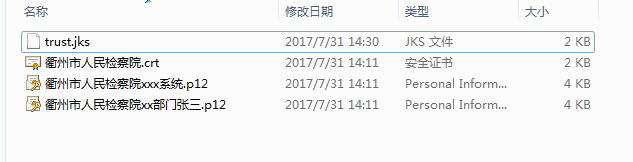 名称 修改日期 类型 大小
trust.jks 2017/7/31 14:30 JKS 文件 2 KB
衢州市人民检察院.crt 2017/7/31 14:11 安全证书 2 KB
衢州市人民检察院xxx系统.p12 2017/7/31 14:11 Personal Inform... 4 KB
衢州市人民检察院xx部门张三.p12 2017/7/31 14:11 Personal Inform... 4 KB